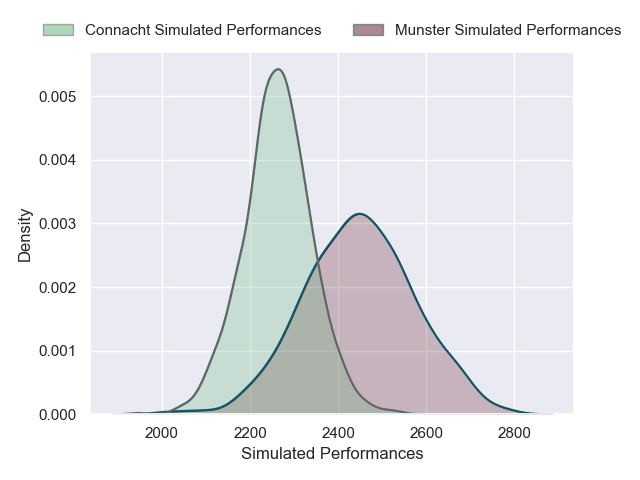 Connacht Simulated Performances
Munster Simulated Performances
Density
0.005
0.004
0.003
0.002
0.001
0.000
2000 2200 2400 2600 2800
Simulated Performances